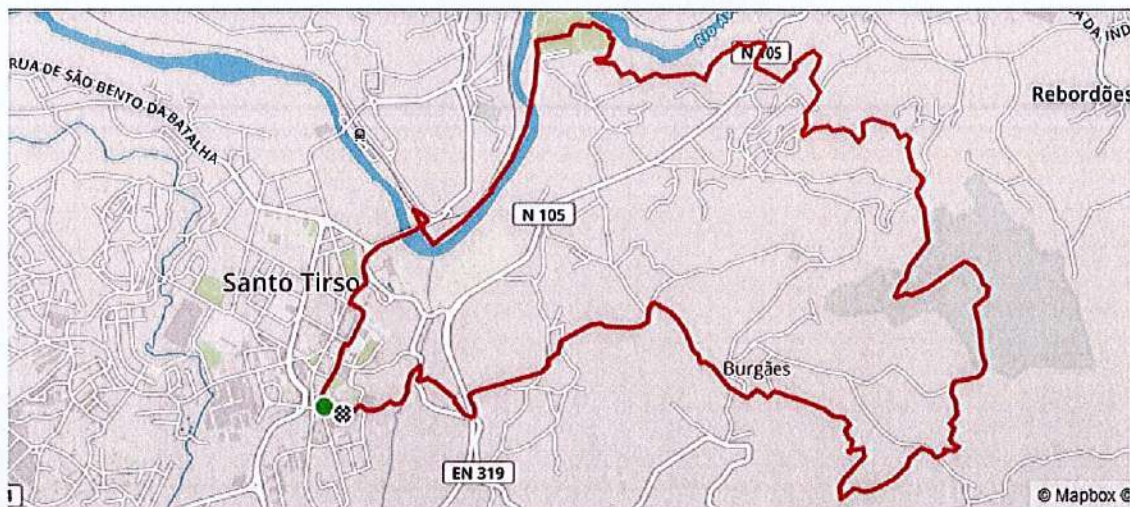 RUA DE SÃO BENTO DA BATALHA
N 105
Rebordões
N 105
Santo Tirso
Burgães
EN 319
© Mapbox ©